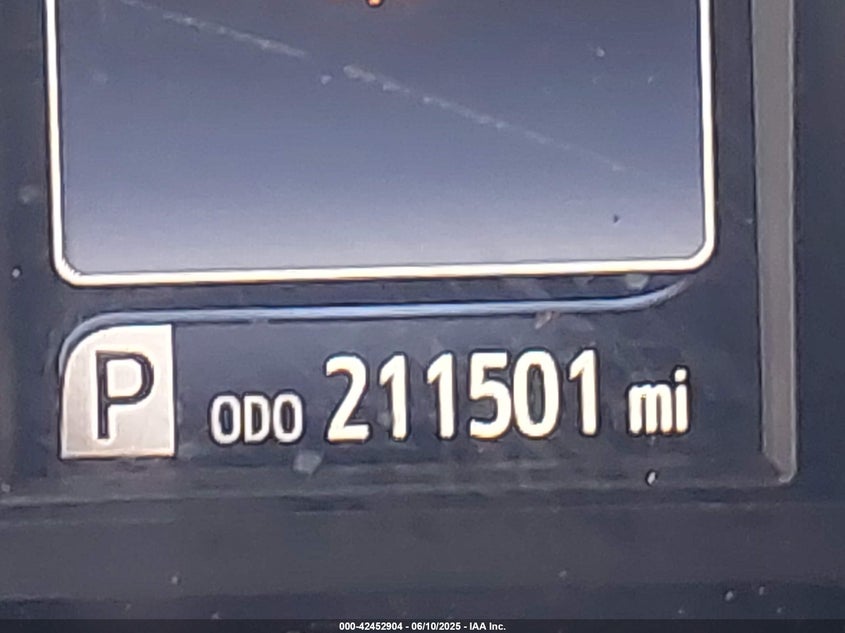 P ODO 211501 mi
000-42452904 - 06/10/2025 - IAA Inc.